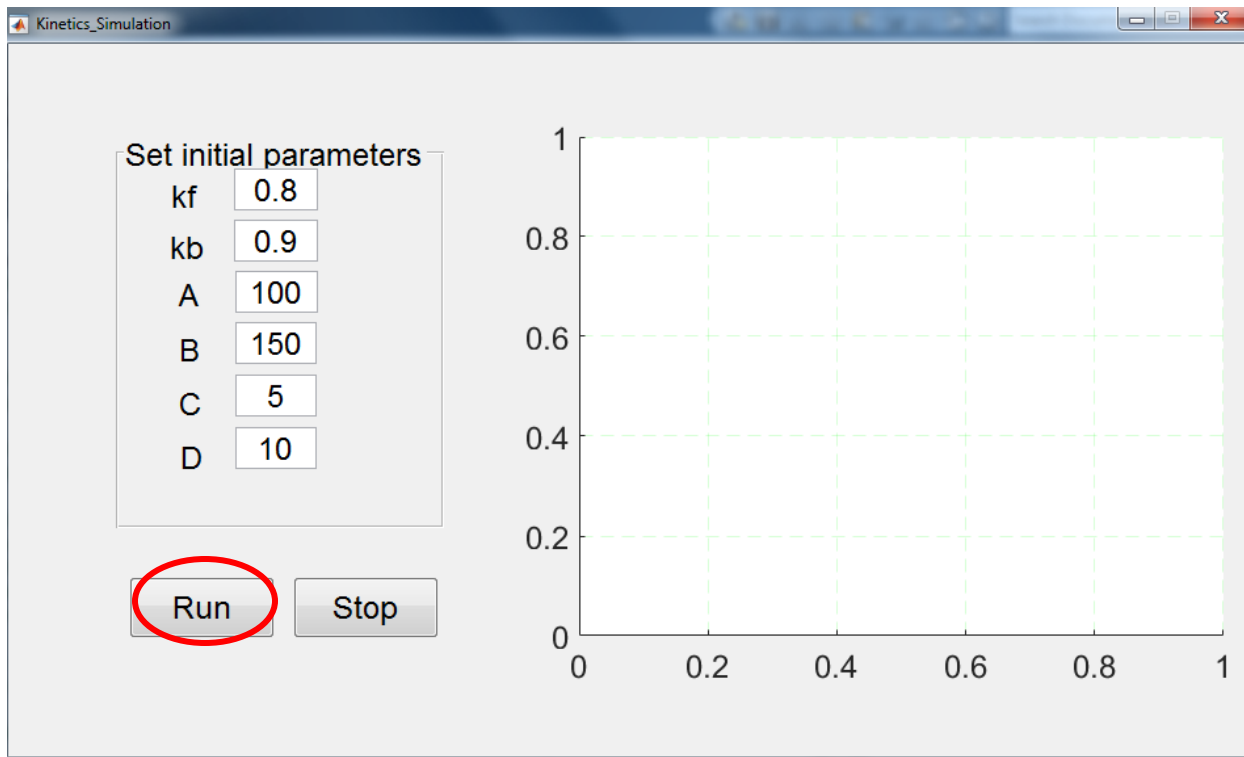 Kinetics_Simulation
Set initial parameters
kf 0.8
kb 0.9
A 100
B 150
C 5
D 10
Run Stop
1
0.8
0.6
0.4
0.2
0
0 0.2 0.4 0.6 0.8 1